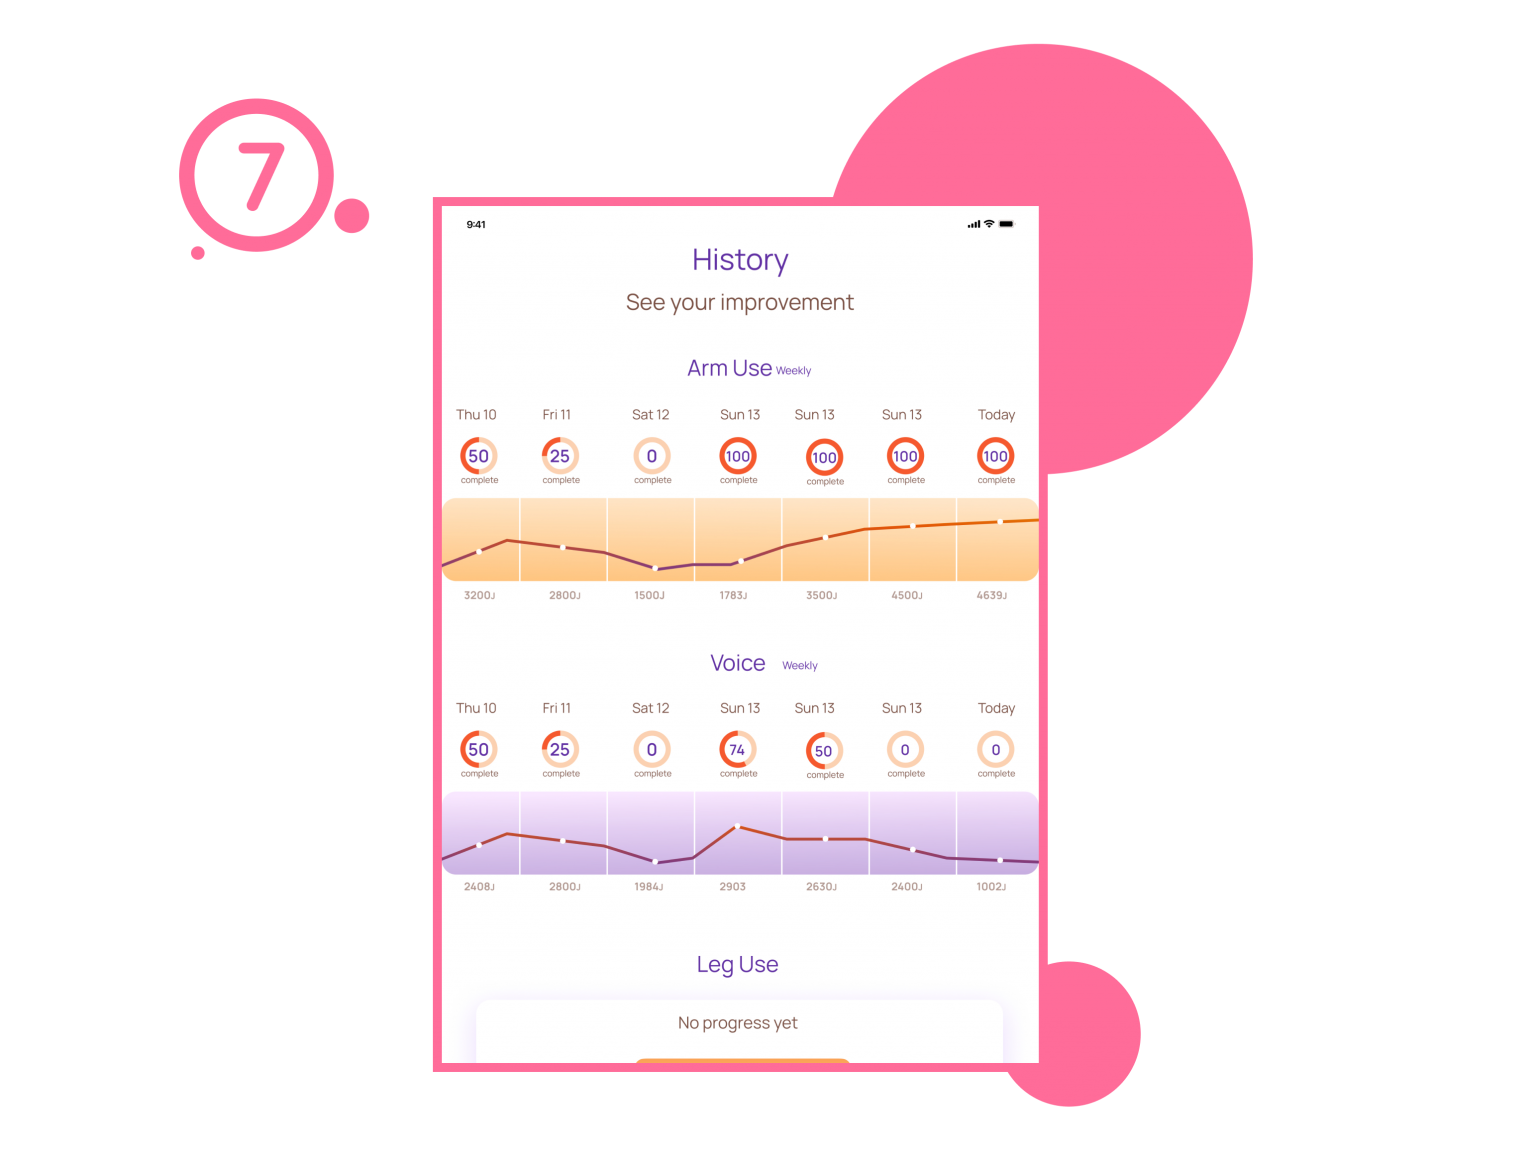 7
9:41
History
See your improvement
Arm Use Weekly
Thu 10 Fri 11 Sat 12 Sun 13 Sun 13 Sun 13 Today
50 25 0 100 100 100 100
complete complete complete complete complete complete complete
3200J 2800J 1500J 1783J 3500J 4500J 4639J
Voice Weekly
Thu 10 Fri 11 Sat 12 Sun 13 Sun 13 Sun 13 Today
50 25 0 74 50 0 0
complete complete complete complete complete complete complete
2408J 2800J 1984J 2903 2630J 2400J 1002J
Leg Use
No progress yet